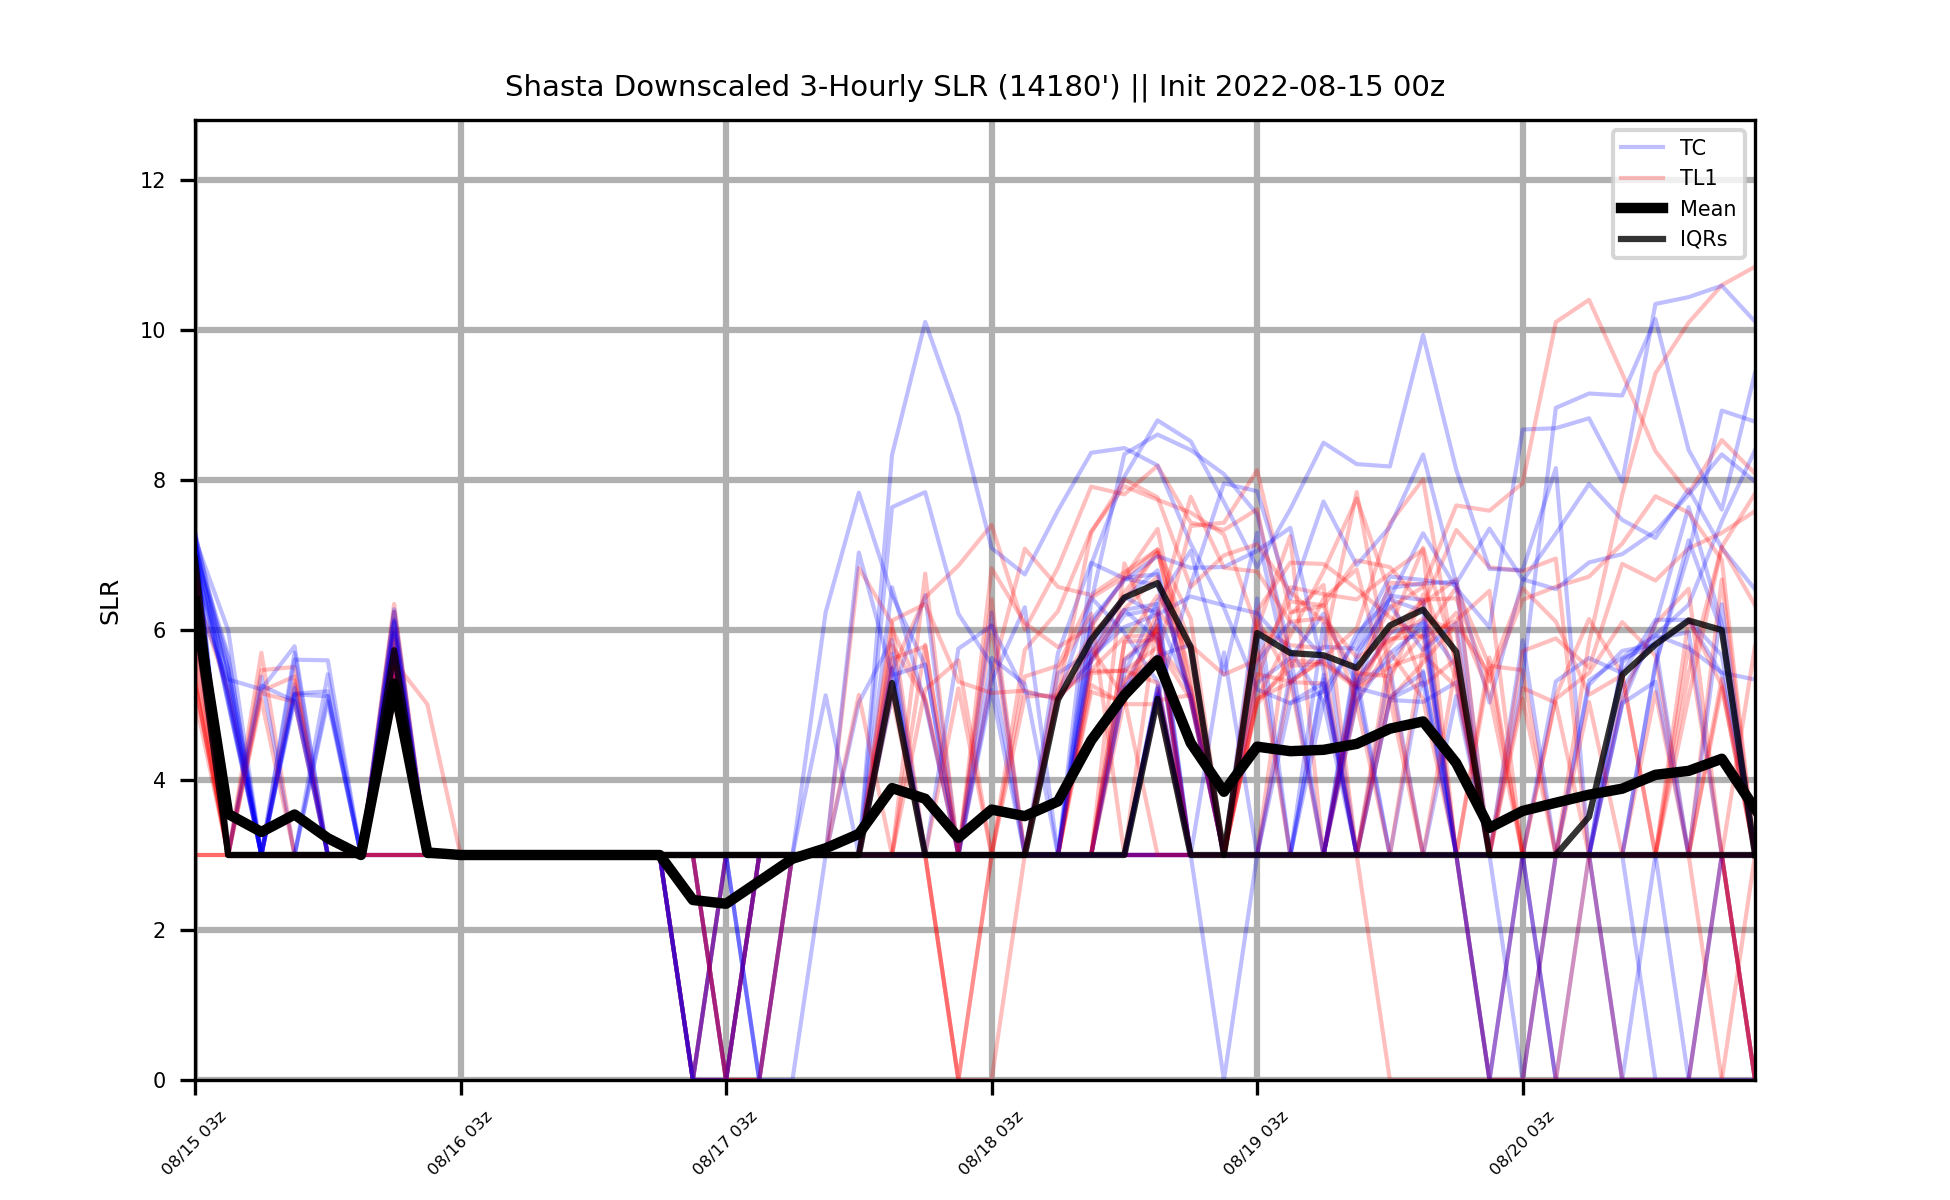 Shasta Downscaled 3-Hourly SLR (14180') || Init 2022-08-15 00z
TC
TL1
Mean
IQRs
SLR
12
10
8
6
4
2
0
08/15 03z
08/16 03z
08/17 03z
08/18 03z
08/19 03z
08/20 03z